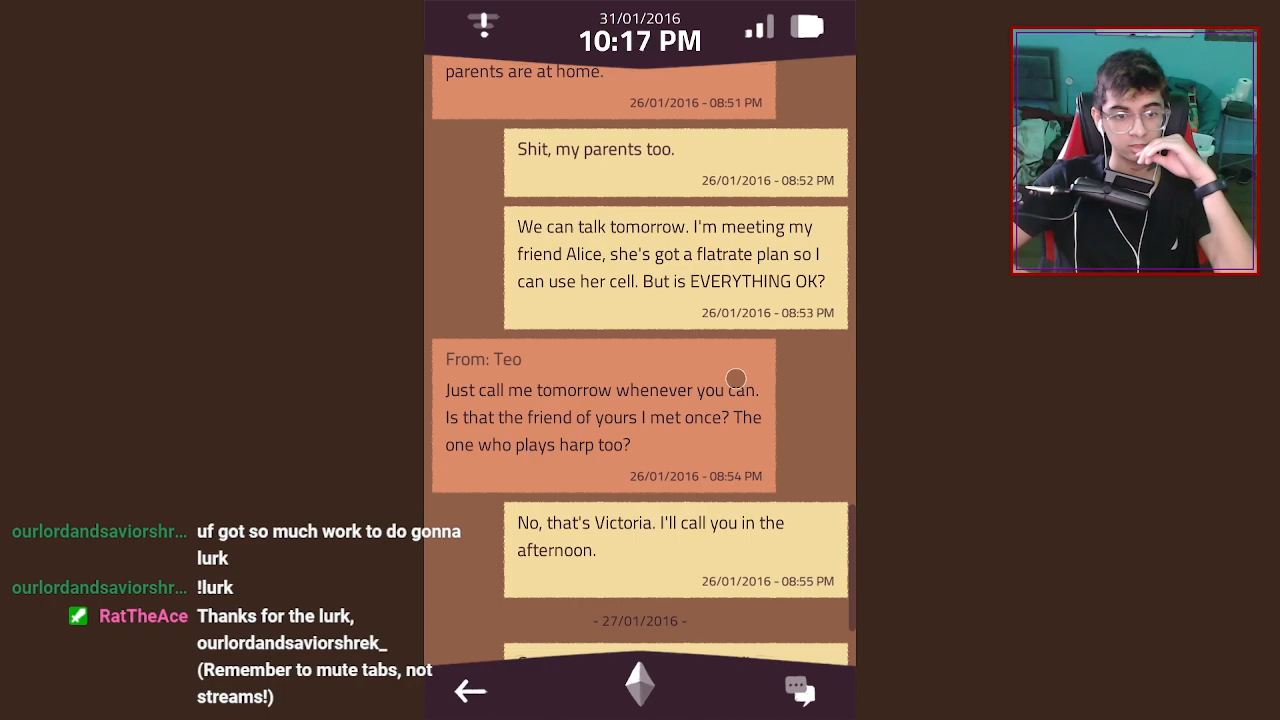 31/01/2016
10:17 PM
parents are at home.
26/01/2016 - 08:51 PM
Shit, my parents too.
26/01/2016 - 08:52 PM
We can talk tomorrow. I'm meeting my
friend Alice, she's got a flatrate plan so I
can use her cell. But is EVERYTHING OK?
26/01/2016 - 08:53 PM
From: Teo
Just call me tomorrow whenever you can.
Is that the friend of yours I met once? The
one who plays harp too?
26/01/2016 - 08:54 PM
No, that's Victoria. I'll call you in the
afternoon.
26/01/2016 - 08:55 PM
- 27/01/2016 -
ourlordandsaviorshr... uf got so much work to do gonna
lurk
ourlordandsaviorshr... !lurk
RatTheAce Thanks for the lurk,
ourlordandsaviorshrek_
(Remember to mute tabs, not
streams!)